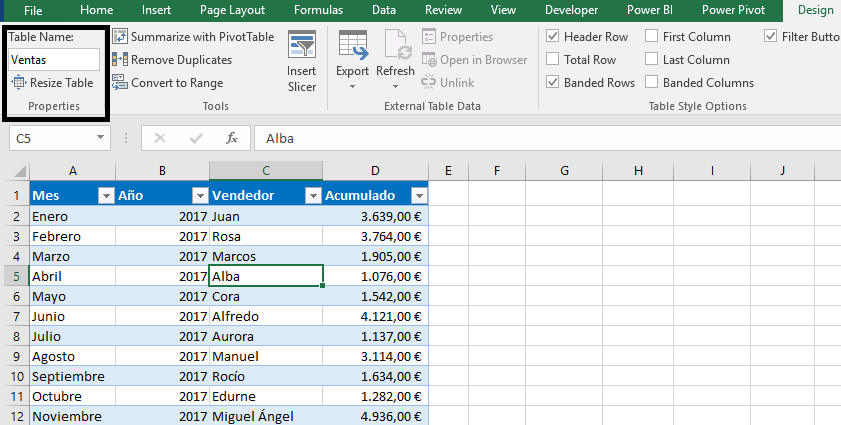 File Home Insert Page Layout Formulas Data Review View Developer Power BI Power Pivot Design
Table Name:
Ventas
Resize Table
Properties
Summarize with PivotTable
Remove Duplicates
Convert to Range
Tools
Insert
Slicer
Export
Refresh
Properties
Open in Browser
Unlink
External Table Data
Header Row First Column Filter Butto
Total Row Last Column
Banded Rows Banded Columns
Table Style Options
C5 fx Alba
A B C D E F G H I J
1 Mes Año Vendedor Acumulado
2 Enero 2017 Juan 3.639,00 €
3 Febrero 2017 Rosa 3.764,00 €
4 Marzo 2017 Marcos 1.905,00 €
5 Abril 2017 Alba 1.076,00 €
6 Mayo 2017 Cora 1.542,00 €
7 Junio 2017 Alfredo 4.121,00 €
8 Julio 2017 Aurora 1.137,00 €
9 Agosto 2017 Manuel 3.114,00 €
10 Septiembre 2017 Rocío 1.634,00 €
11 Octubre 2017 Edurne 1.282,00 €
12 Noviembre 2017 Miguel Ángel 4.936,00 €